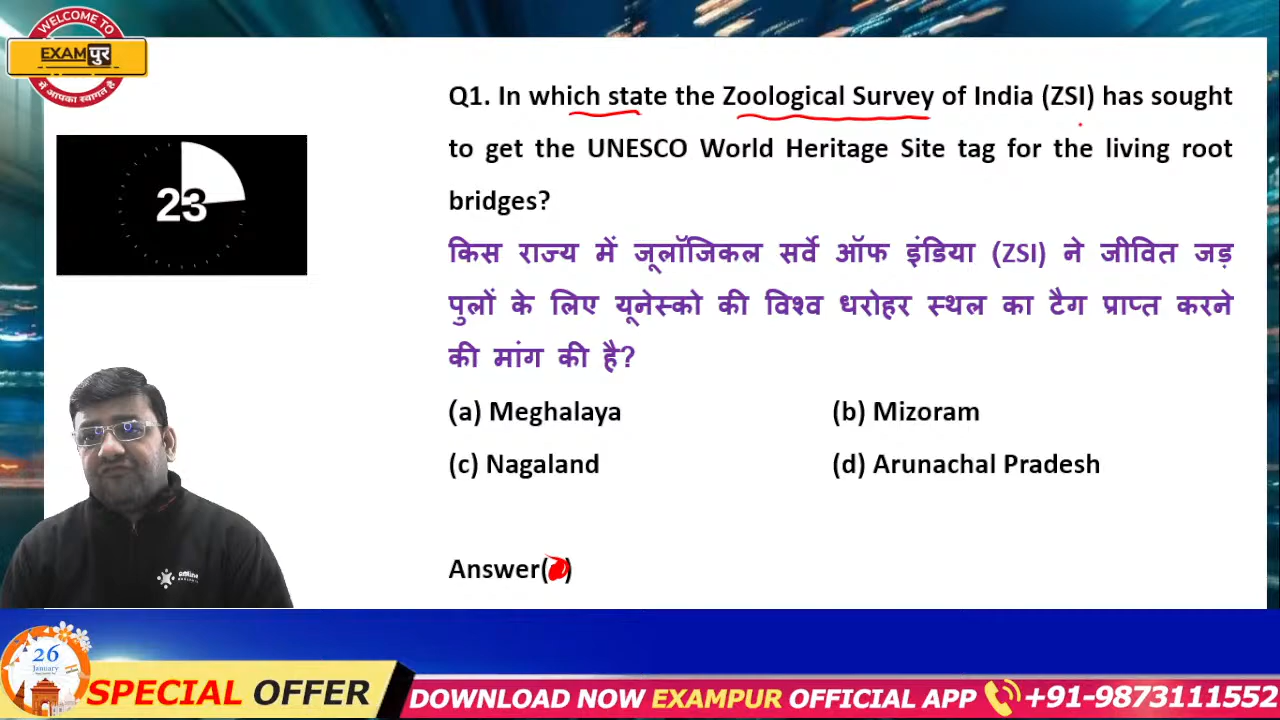 WELCOME TO
EXAMपुर
में आपका स्वागत है
23
Q1. In which state the Zoological Survey of India (ZSI) has sought
to get the UNESCO World Heritage Site tag for the living root
bridges?
किस राज्य में जूलॉजिकल सर्वे ऑफ इंडिया (ZSI) ने जीवित जड़
पुलों के लिए यूनेस्को की विश्व धरोहर स्थल का टैग प्राप्त करने
की मांग की है?
(a) Meghalaya (b) Mizoram
(c) Nagaland (d) Arunachal Pradesh
Answer( )
26
January
SPECIAL OFFER
DOWNLOAD NOW EXAMPUR OFFICIAL APP +91-9873111552